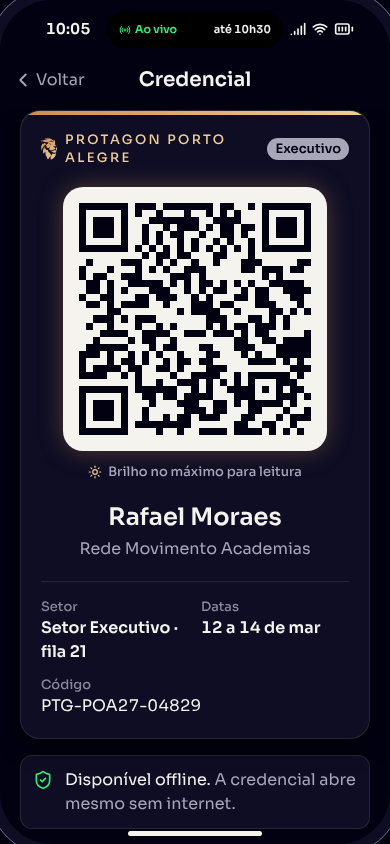 10:05
Ao vivo
até 10h30
Voltar
Credencial
PROTAGON PORTO
ALEGRE
Executivo
Brilho no máximo para leitura
Rafael Moraes
Rede Movimento Academias
Setor
Setor Executivo ·
fila 21
Datas
12 a 14 de mar
Código
PTG-POA27-04829
Disponível offline. A credencial abre
mesmo sem internet.